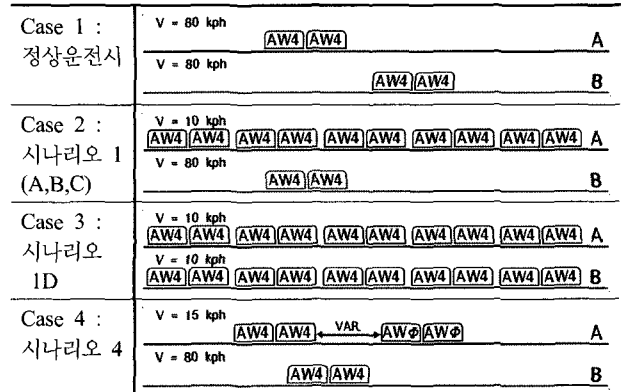 Case 1 :
정상운전시
V = 80 kph
AW4 AW4 A
V = 80 kph
AW4 AW4 B
Case 2 :
시나리오 1
(A,B,C)
V = 10 kph
AW4 AW4 AW4 AW4 AW4 AW4 AW4 AW4 AW4 AW4 A
V = 80 kph
AW4 AW4 B
Case 3 :
시나리오
1D
V = 10 kph
AW4 AW4 AW4 AW4 AW4 AW4 AW4 AW4 AW4 AW4 A
V = 10 kph
AW4 AW4 AW4 AW4 AW4 AW4 AW4 AW4 AW4 AW4 B
Case 4 :
시나리오 4
V = 15 kph
AW4 AW4 VAR. AWΦ AWΦ A
V = 80 kph
AW4 AW4 B